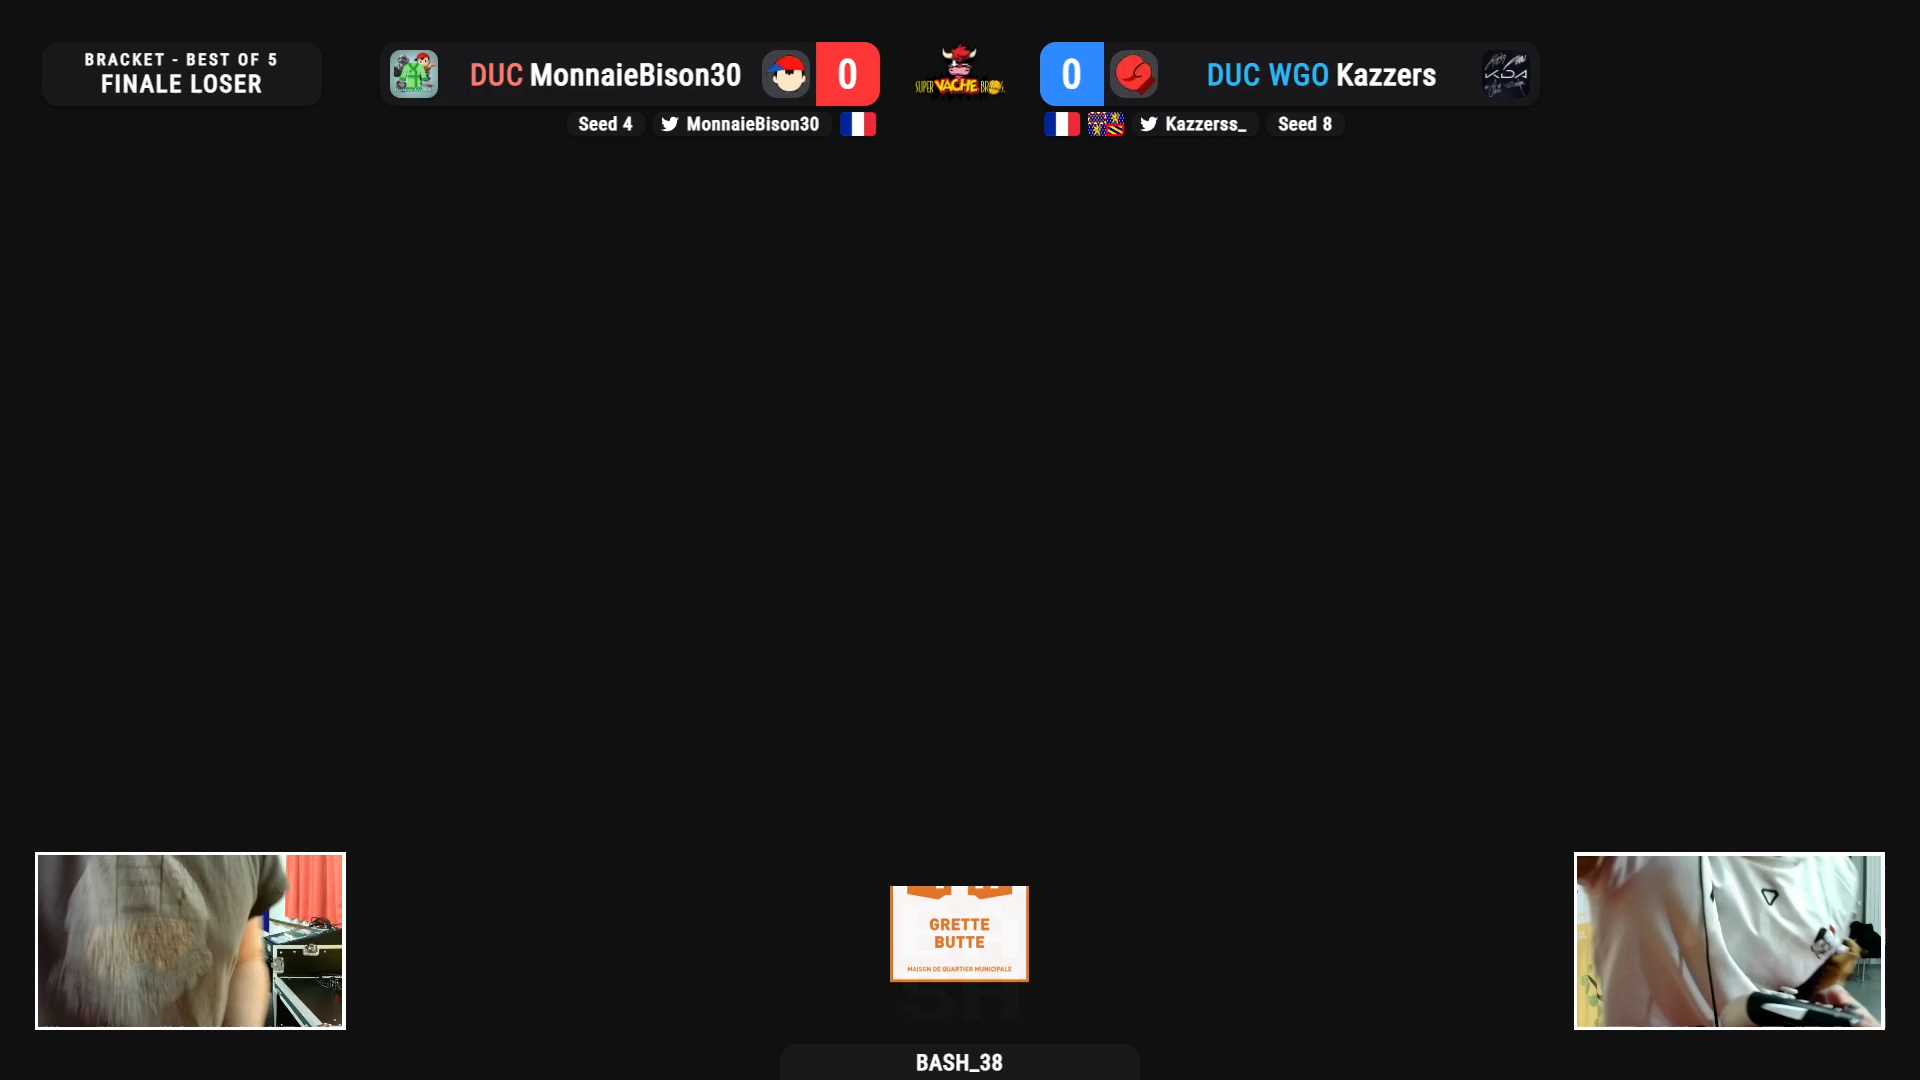 BRACKET - BEST OF 5
FINALE LOSER
DUC MonnaieBison30
0
SUPER VACHE BROS.
0
DUC WGO Kazzers
KDA
Seed 4
MonnaieBison30
Kazzerss_
Seed 8
GRETTE
BUTTE
MAISON DE QUARTIER MUNICIPALE
BASH_38